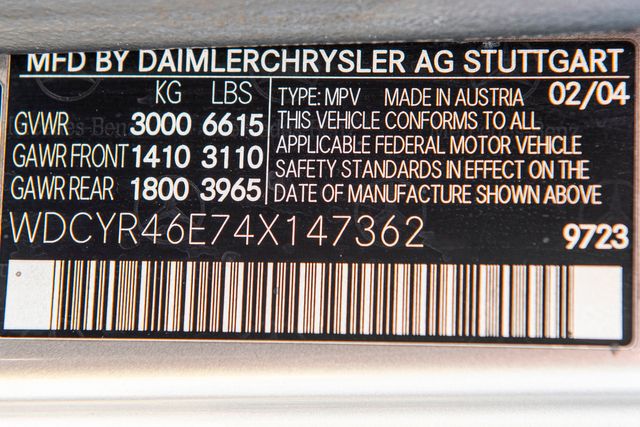 MFD BY DAIMLERCHRYSLER AG STUTTGART
KG LBS
GVWR 3000 6615
GAWR FRONT 1410 3110
GAWR REAR 1800 3965
TYPE: MPV MADE IN AUSTRIA 02/04
THIS VEHICLE CONFORMS TO ALL
APPLICABLE FEDERAL MOTOR VEHICLE
SAFETY STANDARDS IN EFFECT ON THE
DATE OF MANUFACTURE SHOWN ABOVE
WDCYR46E74X147362
9723